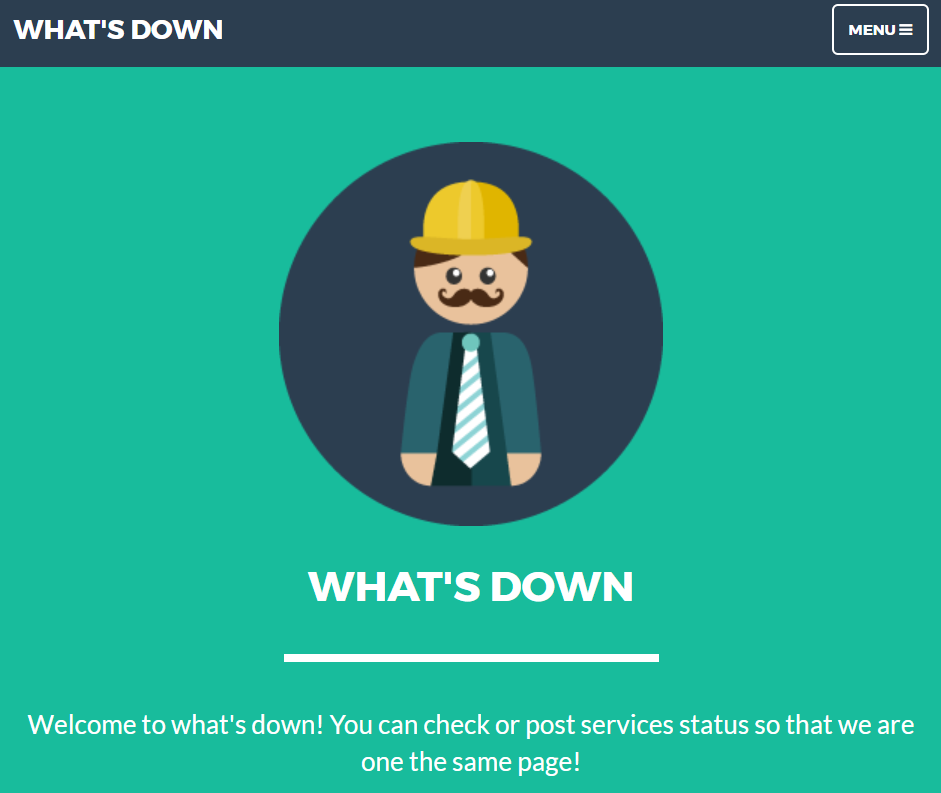 WHAT'S DOWN
MENU
WHAT'S DOWN
Welcome to what's down! You can check or post services status so that we are
one the same page!